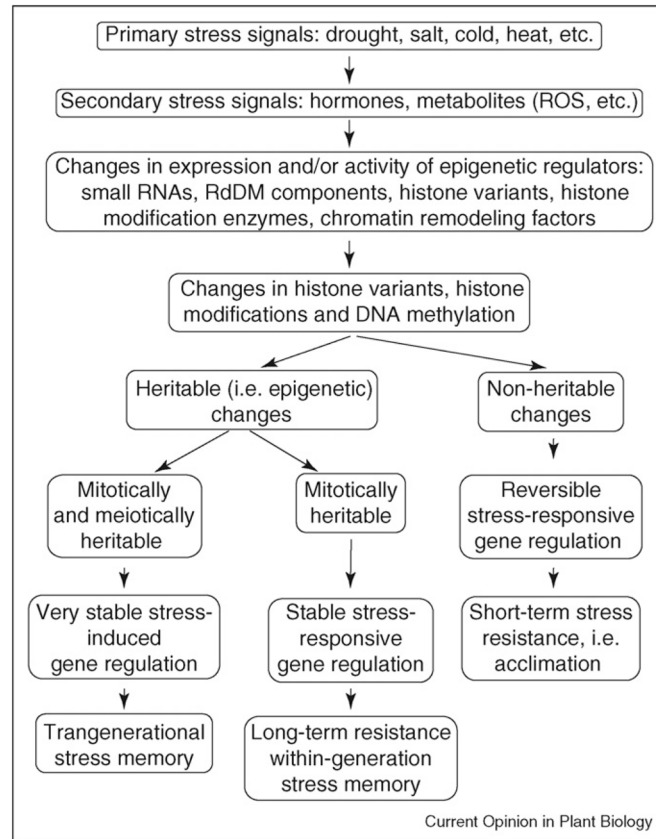 Primary stress signals: drought, salt, cold, heat, etc.
Secondary stress signals: hormones, metabolites (ROS, etc.)
Changes in expression and/or activity of epigenetic regulators:
small RNAs, RdDM components, histone variants, histone
modification enzymes, chromatin remodeling factors
Changes in histone variants, histone
modifications and DNA methylation
Heritable (i.e. epigenetic)
changes
Non-heritable
changes
Mitotically
and meiotically
heritable
Mitotically
heritable
Reversible
stress-responsive
gene regulation
Very stable stress-
induced
gene regulation
Stable stress-
responsive
gene regulation
Short-term stress
resistance, i.e.
acclimation
Trangenerational
stress memory
Long-term resistance
within-generation
stress memory
Current Opinion in Plant Biology